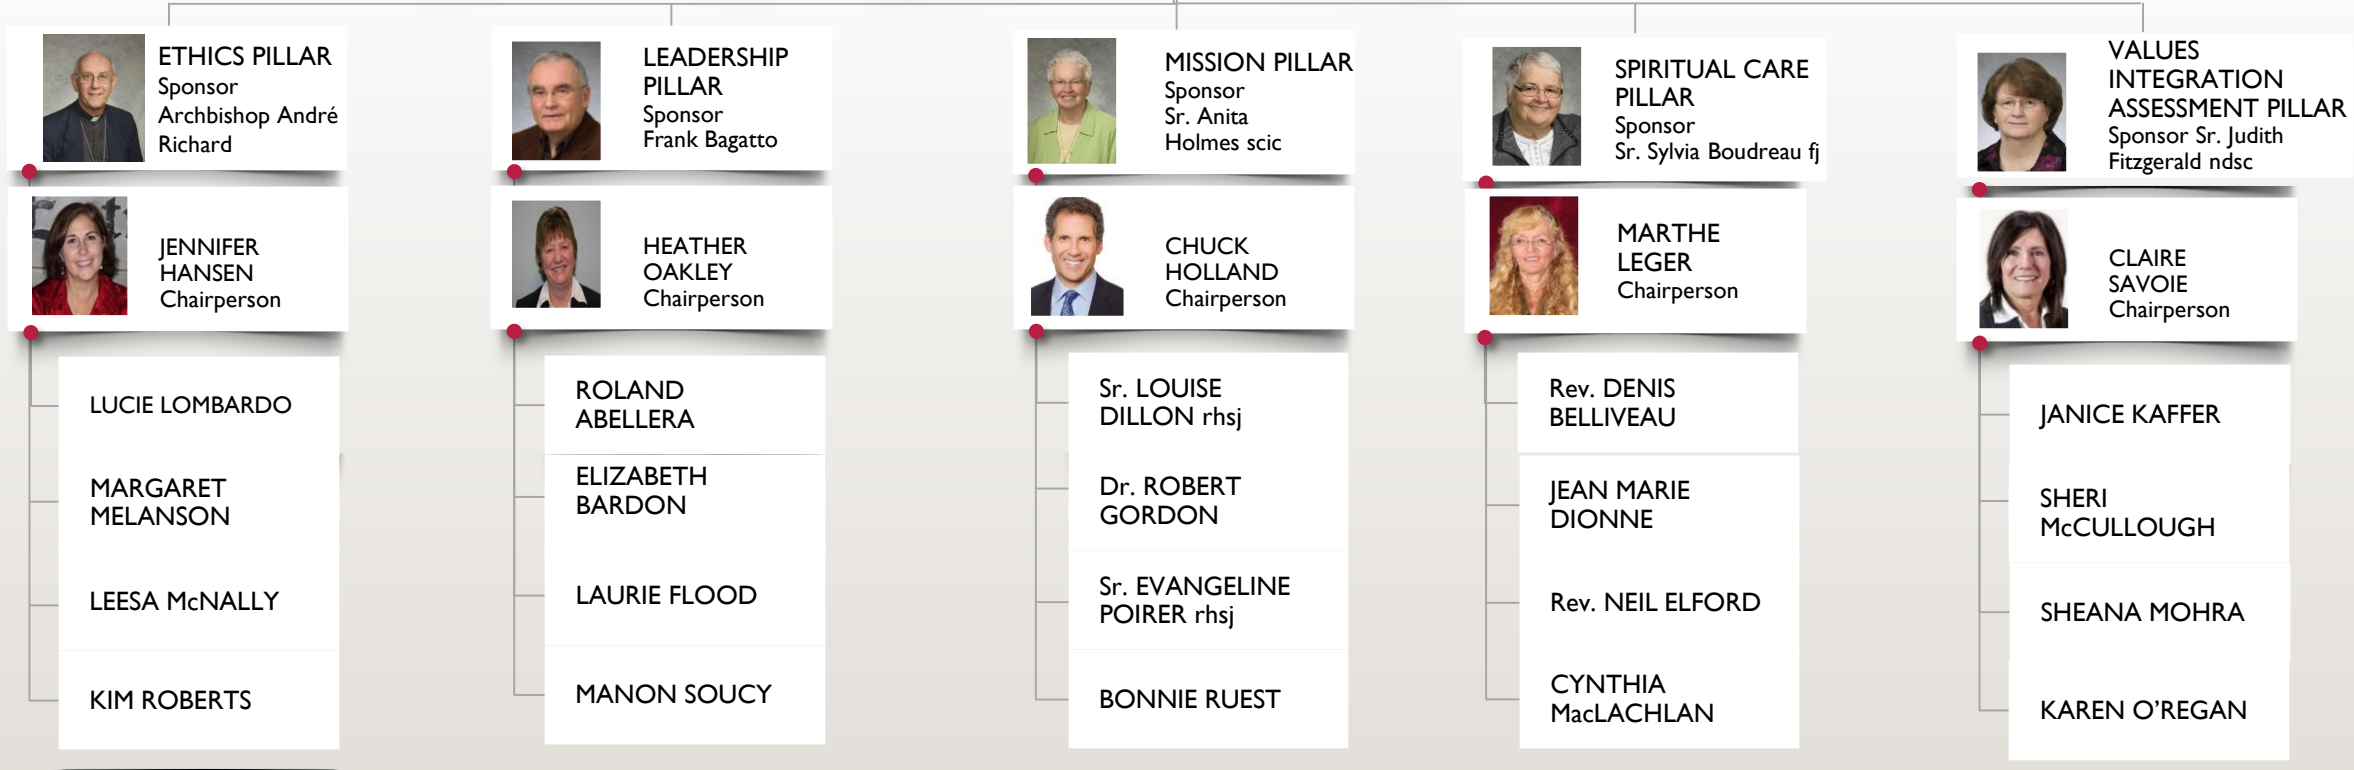 ETHICS PILLAR
Sponsor
Archbishop André
Richard
JENNIFER
HANSEN
Chairperson
LUCIE LOMBARDO
MARGARET
MELANSON
LEESA McNALLY
KIM ROBERTS
LEADERSHIP
PILLAR
Sponsor
Frank Bagatto
HEATHER
OAKLEY
Chairperson
ROLAND
ABELLERA
ELIZABETH
BARDON
LAURIE FLOOD
MANON SOUCY
MISSION PILLAR
Sponsor
Sr. Anita
Holmes scic
CHUCK
HOLLAND
Chairperson
Sr. LOUISE
DILLON rhsj
Dr. ROBERT
GORDON
Sr. EVANGELINE
POIRER rhsj
BONNIE RUEST
SPIRITUAL CARE
PILLAR
Sponsor
Sr. Sylvia Boudreau fj
MARTHE
LEGER
Chairperson
Rev. DENIS
BELLIVEAU
JEAN MARIE
DIONNE
Rev. NEIL ELFORD
CYNTHIA
MacLACHLAN
VALUES
INTEGRATION
ASSESSMENT PILLAR
Sponsor Sr. Judith
Fitzgerald ndsc
CLAIRE
SAVOIE
Chairperson
JANICE KAFFER
SHERI
McCULLOUGH
SHEANA MOHRA
KAREN O'REGAN